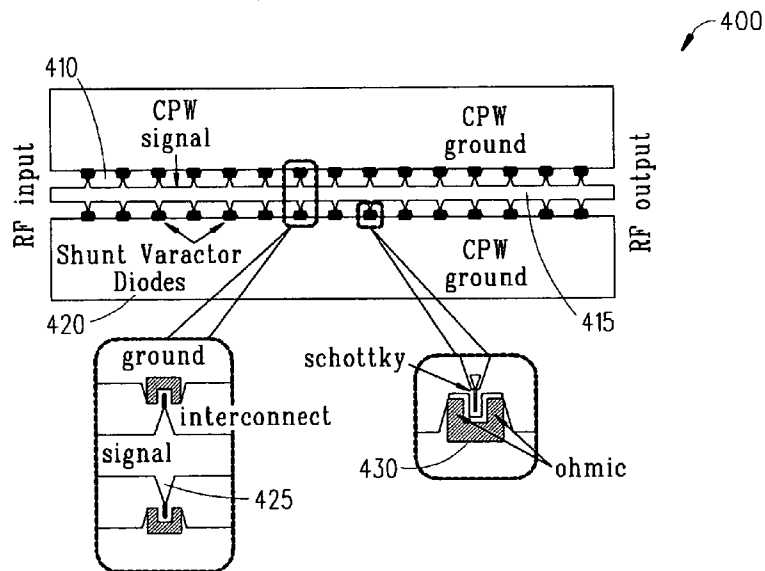 400
410
CPW
signal
CPW
ground
RF input
RF output
Shunt Varactor
Diodes
CPW
ground
420
415
ground
interconnect
signal
425
schottky
430
ohmic